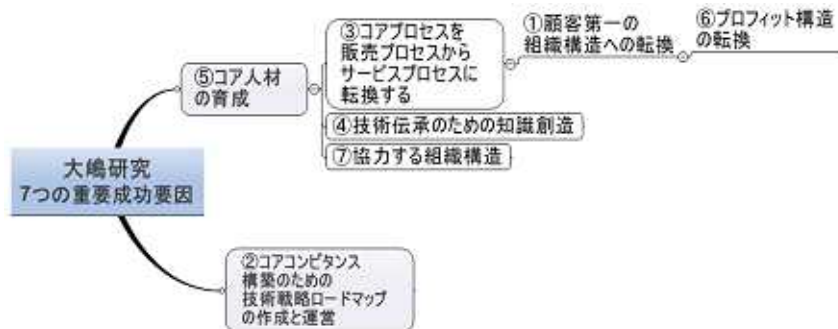 大嶋研究
7つの重要成功要因
⑤コア人材
の育成
③コアプロセスを
販売プロセスから
サービスプロセスに
転換する
①顧客第一の
組織構造への転換
⑥プロフィット構造
の転換
④技術伝承のための知識創造
⑦協力する組織構造
②コアコンピタンス
構築のための
技術戦略ロードマップ
の作成と運営